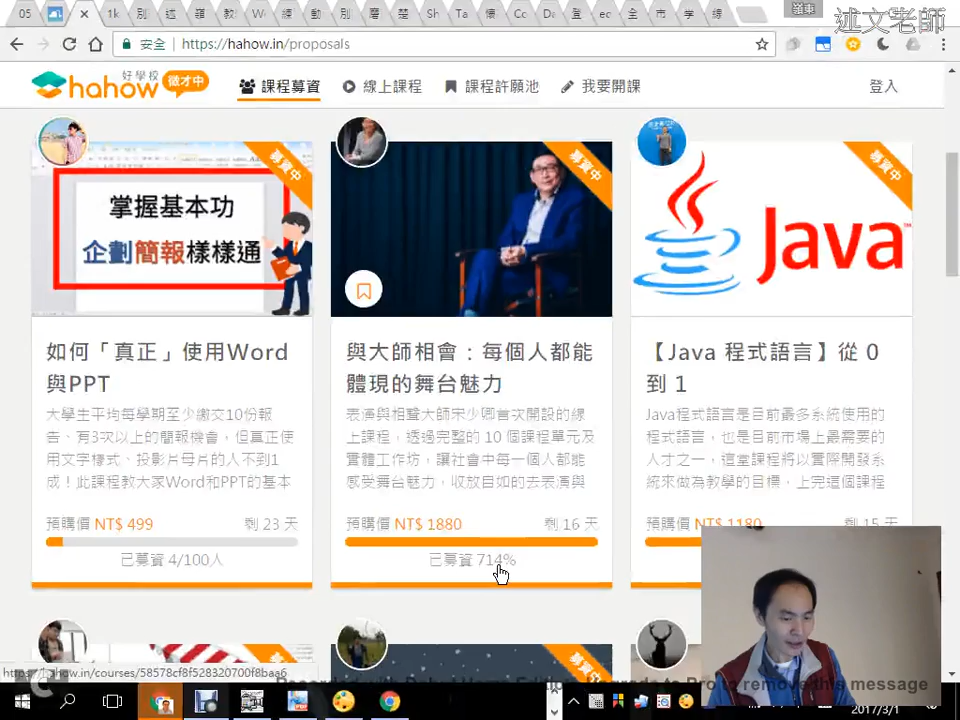 述文老師
安全 https://hahow.in/proposals
hahow 好學校 徵才中
課程募資 線上課程 課程許願池 我要開課 登入
募資中
募資中
募資中
掌握基本功
企劃簡報樣樣通
Java
如何「真正」使用Word
與PPT
大學生平均每學期至少繳交10份報
告、有3次以上的簡報機會，但真正使
用文字樣式、投影片母片的人不到1
成！此課程教大家Word和PPT的基本
預購價 NT$ 499 剩 23 天
已募資 4/100人
與大師相會：每個人都能
體現的舞台魅力
表演與相聲大師宋少卿首次開設的線
上課程，透過完整的 10 個課程單元及
實體工作坊，讓社會中每一個人都能
感受舞台魅力，收放自如的去表演與
預購價 NT$ 1880 剩 16 天
已募資 714%
【Java 程式語言】從 0
到 1
Java程式語言是目前最多系統使用的
程式語言，也是目前市場上最需要的
人才之一，這堂課程將以實際開發系
統來做為教學的目標，上完這個課程
預購價 NT$ 1180 剩 15 天
to remove this message
2017/3/1